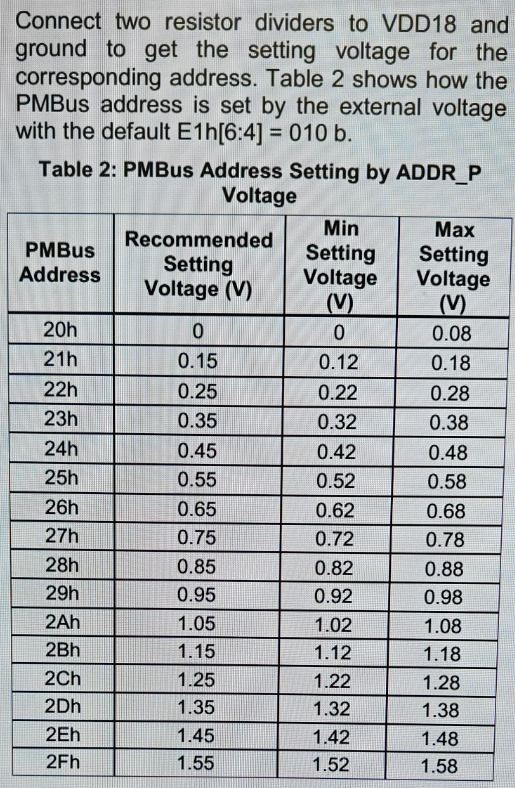 Connect two resistor dividers to VDD18 and
ground to get the setting voltage for the
corresponding address. Table 2 shows how the
PMBus address is set by the external voltage
with the default E1h[6:4] = 010 b.
Table 2: PMBus Address Setting by ADDR_P
Voltage
PMBus Address | Recommended Setting Voltage (V) | Min Setting Voltage (V) | Max Setting Voltage (V)
20h | 0 | 0 | 0.08
21h | 0.15 | 0.12 | 0.18
22h | 0.25 | 0.22 | 0.28
23h | 0.35 | 0.32 | 0.38
24h | 0.45 | 0.42 | 0.48
25h | 0.55 | 0.52 | 0.58
26h | 0.65 | 0.62 | 0.68
27h | 0.75 | 0.72 | 0.78
28h | 0.85 | 0.82 | 0.88
29h | 0.95 | 0.92 | 0.98
2Ah | 1.05 | 1.02 | 1.08
2Bh | 1.15 | 1.12 | 1.18
2Ch | 1.25 | 1.22 | 1.28
2Dh | 1.35 | 1.32 | 1.38
2Eh | 1.45 | 1.42 | 1.48
2Fh | 1.55 | 1.52 | 1.58